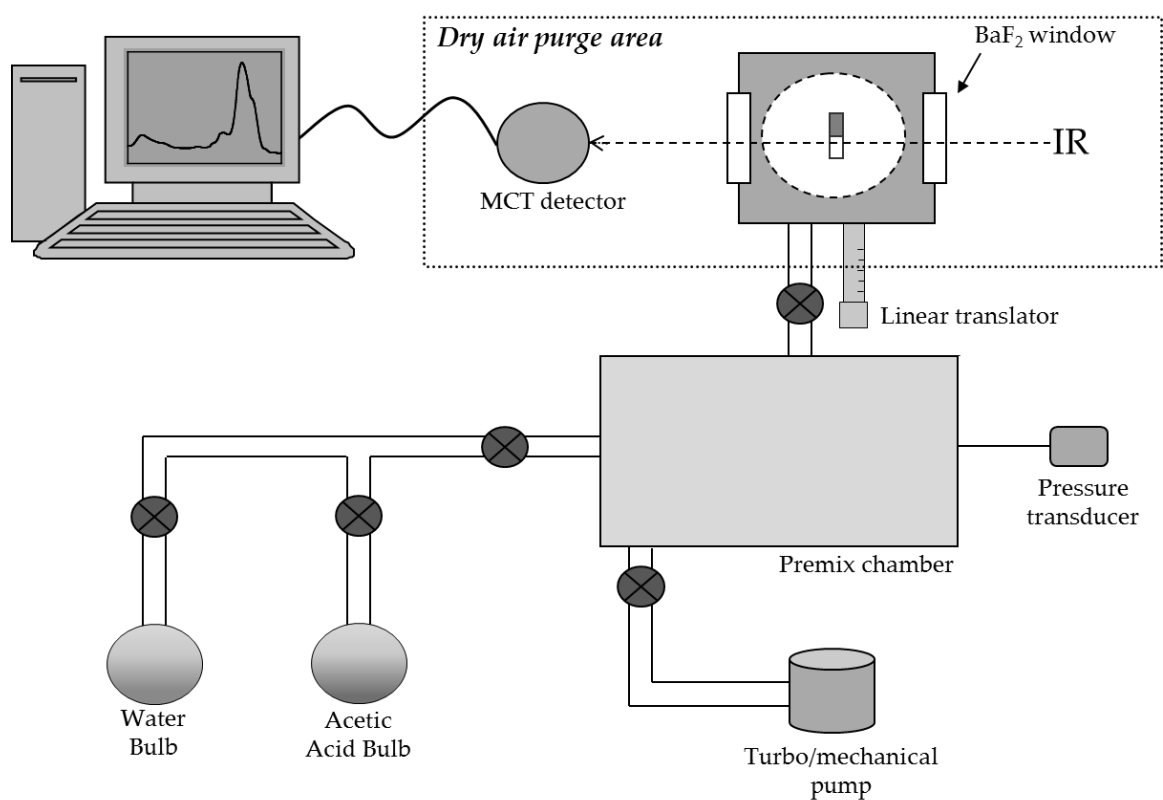 Dry air purge area
BaF₂ window
IR
MCT detector
Linear translator
Pressure
transducer
Premix chamber
Water
Bulb
Acetic
Acid Bulb
Turbo/mechanical
pump